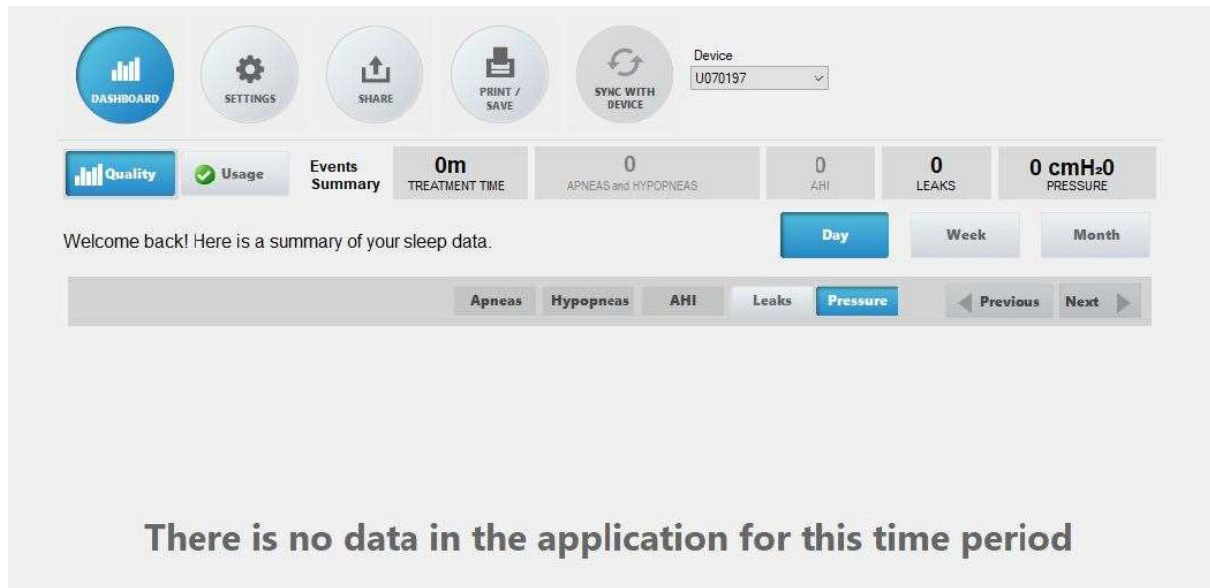 DASHBOARD
SETTINGS
SHARE
PRINT /
SAVE
SYNC WITH
DEVICE
Device
U070197
Quality
Usage
Events
Summary
0m
TREATMENT TIME
0
APNEAS and HYPOPNEAS
0
AHI
0
LEAKS
0 cmH20
PRESSURE
Welcome back! Here is a summary of your sleep data.
Day
Week
Month
Apneas
Hypopneas
AHI
Leaks
Pressure
Previous
Next
There is no data in the application for this time period